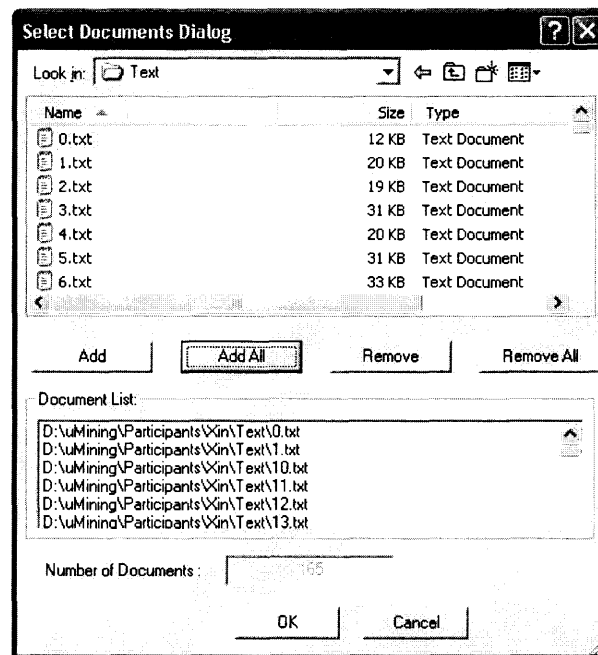 Select Documents Dialog
Look in: Text
Name Size Type
0.txt 12 KB Text Document
1.txt 20 KB Text Document
2.txt 19 KB Text Document
3.txt 31 KB Text Document
4.txt 20 KB Text Document
5.txt 31 KB Text Document
6.txt 33 KB Text Document
Add Add All Remove Remove All
Document List:
D:\uMining\Participants\Xin\Text\0.txt
D:\uMining\Participants\Xin\Text\1.txt
D:\uMining\Participants\Xin\Text\10.txt
D:\uMining\Participants\Xin\Text\11.txt
D:\uMining\Participants\Xin\Text\12.txt
D:\uMining\Participants\Xin\Text\13.txt
Number of Documents : 165
OK Cancel